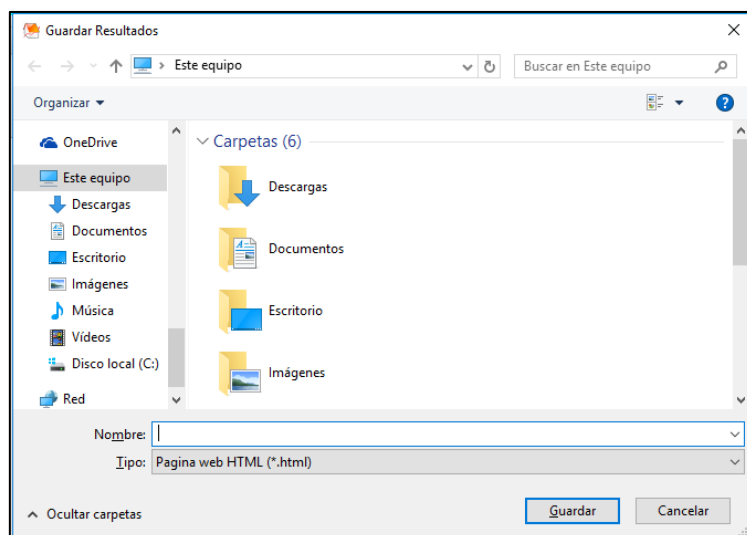 Guardar Resultados
Este equipo
Buscar en Este equipo
Organizar
OneDrive
Este equipo
Descargas
Documentos
Escritorio
Imágenes
Música
Vídeos
Disco local (C:)
Red
Carpetas (6)
Descargas
Documentos
Escritorio
Imágenes
Nombre:
Tipo: Pagina web HTML (*.html)
Ocultar carpetas
Guardar
Cancelar